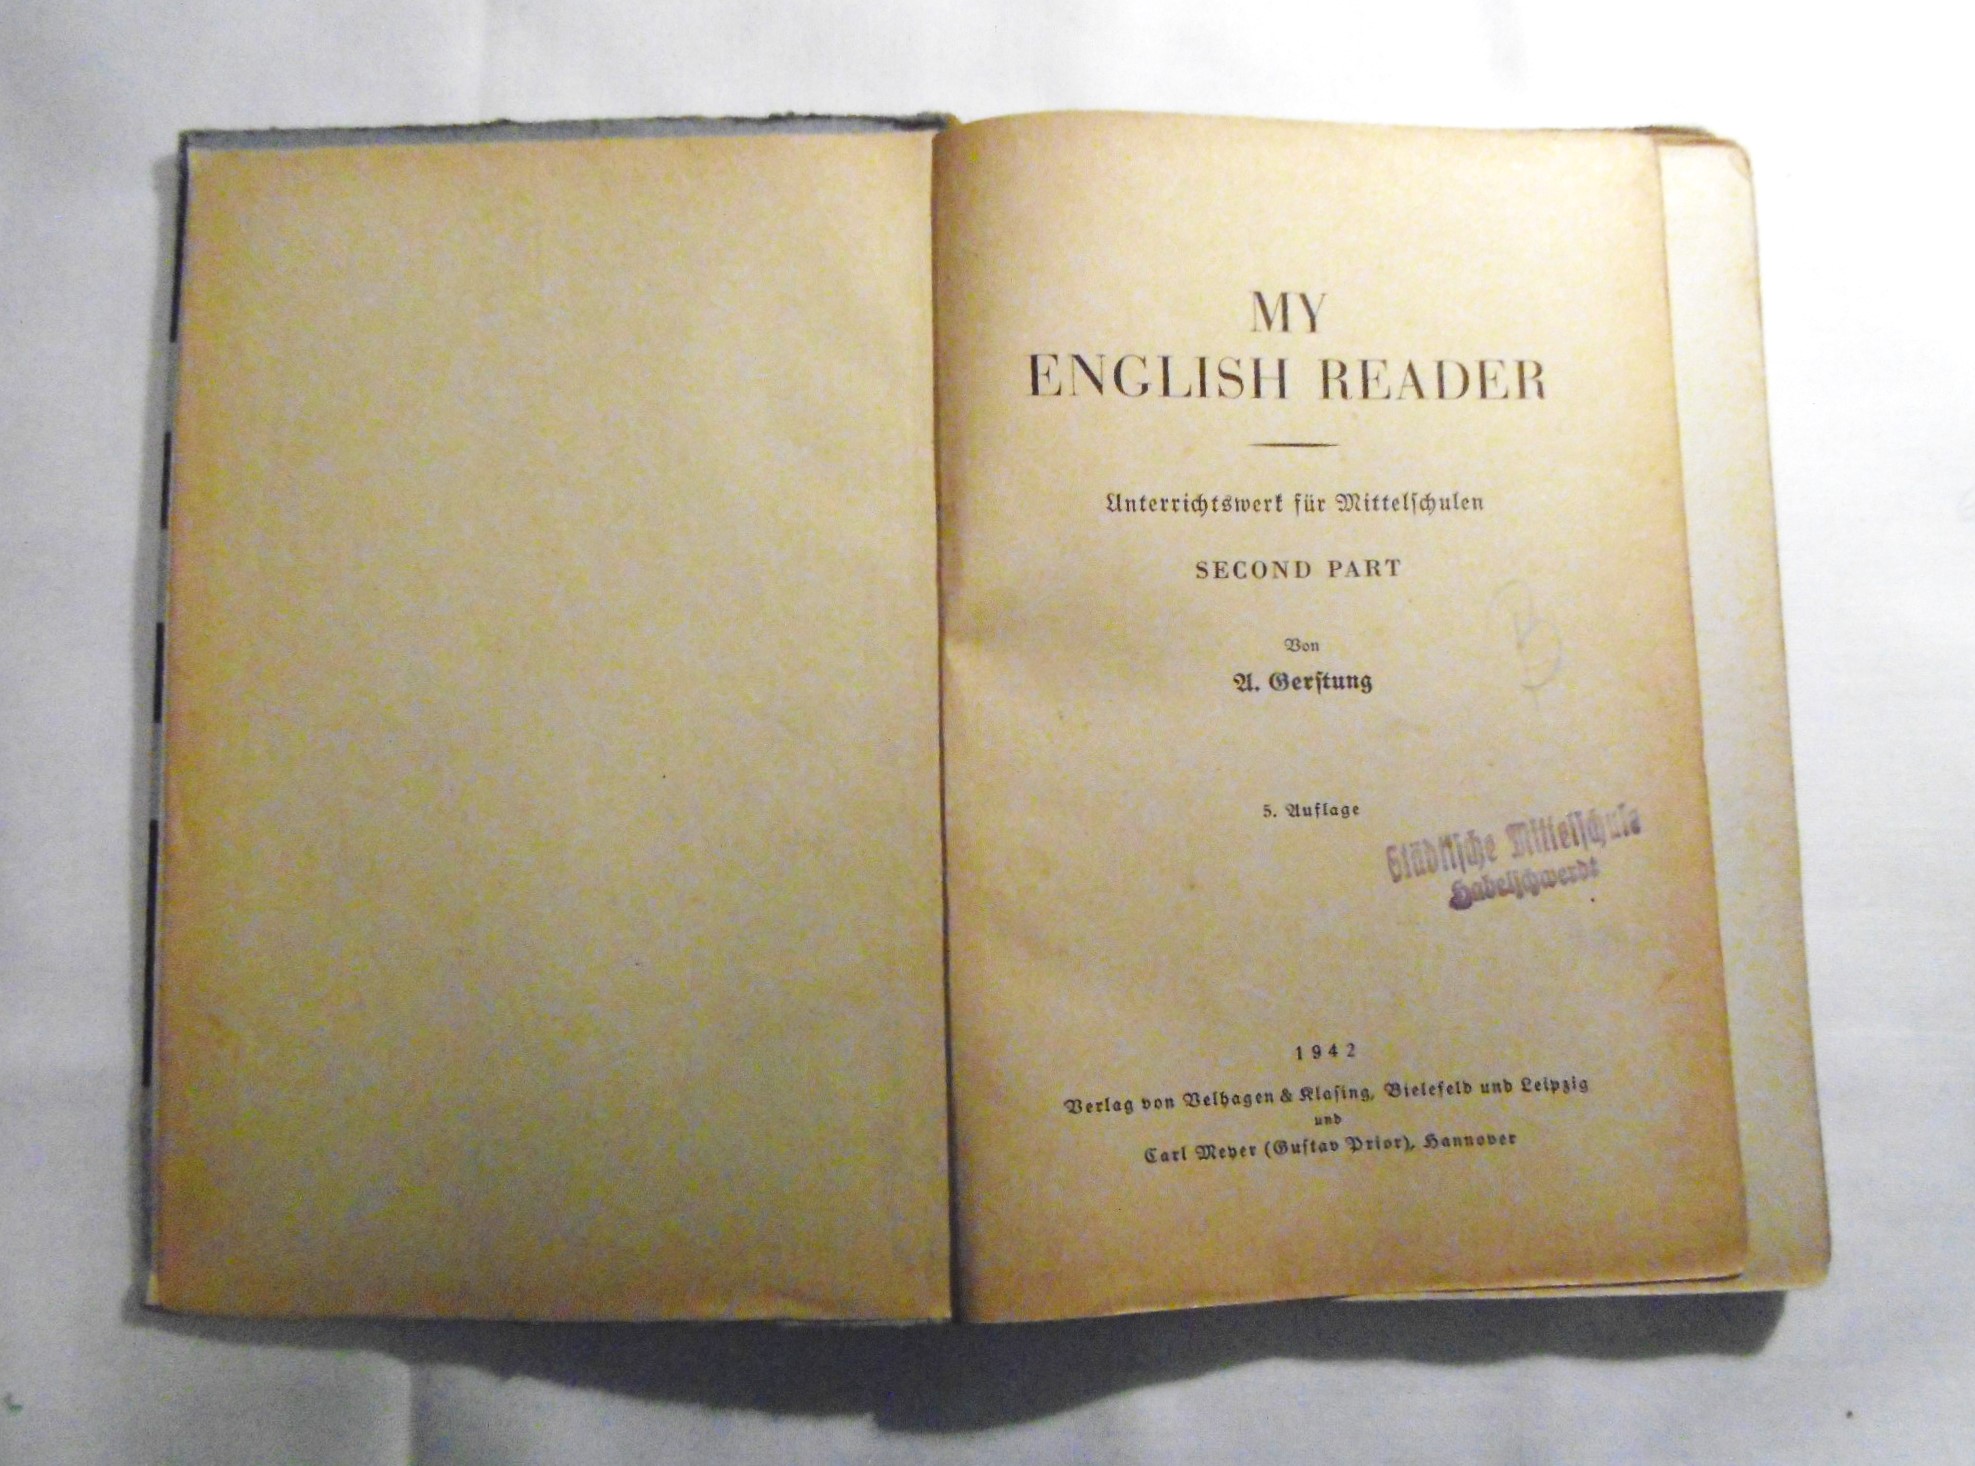 MY
ENGLISH READER
Unterrichtswerk für Mittelschulen
SECOND PART
Von
A. Gerstung
5. Auflage
Städtische Mittelschule
Habelschwerdt
1942
Verlag von Velhagen & Klasing, Bielefeld und Leipzig
und
Carl Meyer (Gustav Prior), Hannover